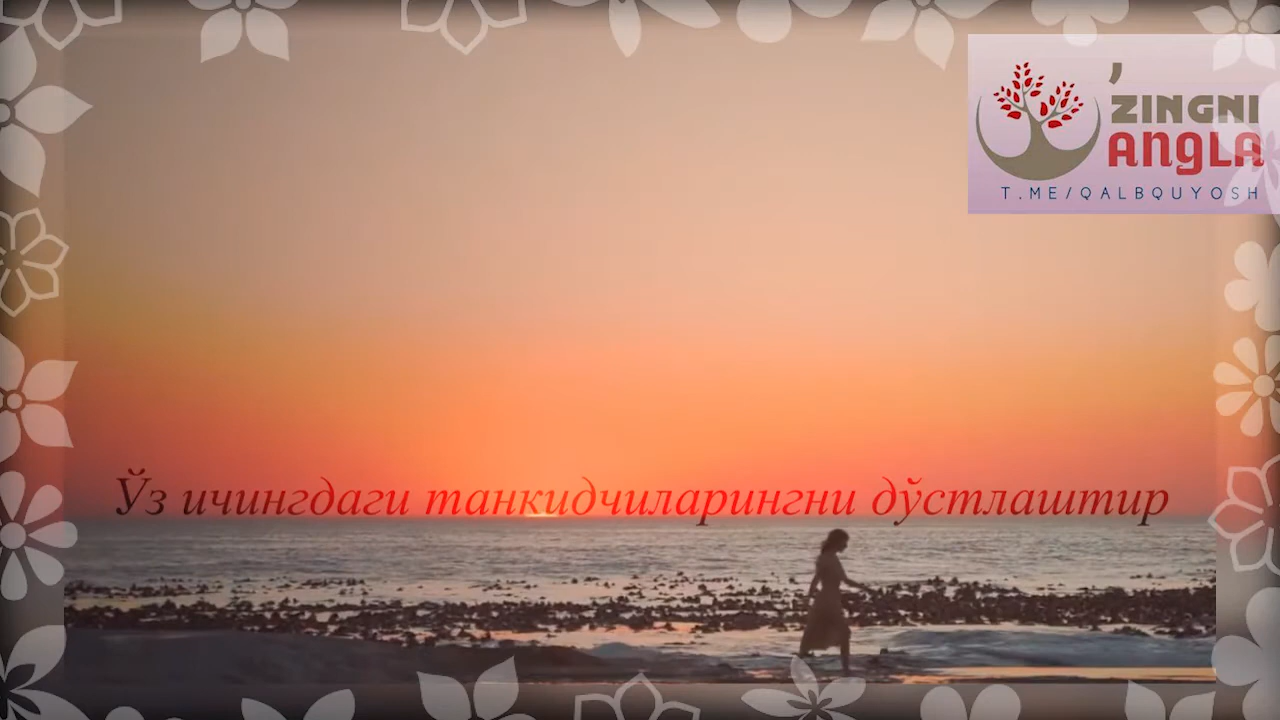 ’ZINGNI
ANGLA
T.ME/QALBQUYOSH
Ўз ичингдаги танкидчиларингни дўстлаштир